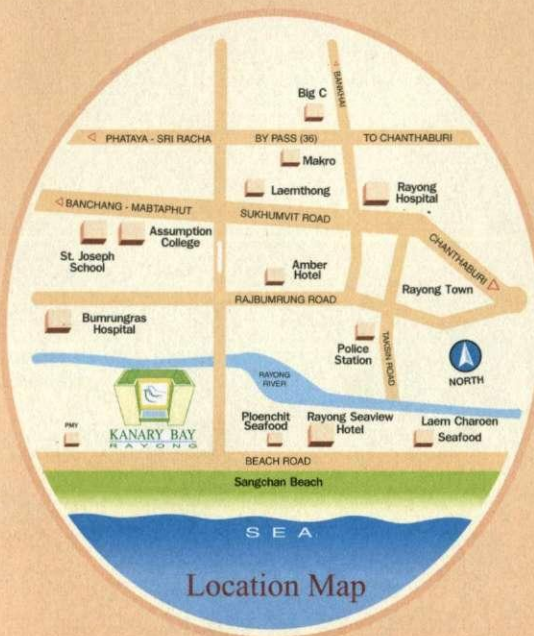 Big C
BANKHAI
PHATAYA - SRI RACHA
BY PASS (36)
TO CHANTHABURI
Makro
Laemthong
Rayong
Hospital
BANCHANG - MABTAPHUT
SUKHUMVIT ROAD
St. Joseph
School
Assumption
College
CHANTHABURI
Amber
Hotel
Rayong Town
RAJBUMRUNG ROAD
Bumrungras
Hospital
Police
Station
TAKSIN ROAD
NORTH
RAYONG
RIVER
PMY
KANARY BAY
RAYONG
Ploenchit
Seafood
Rayong Seaview
Hotel
Laem Charoen
Seafood
BEACH ROAD
Sangchan Beach
SEA
Location Map